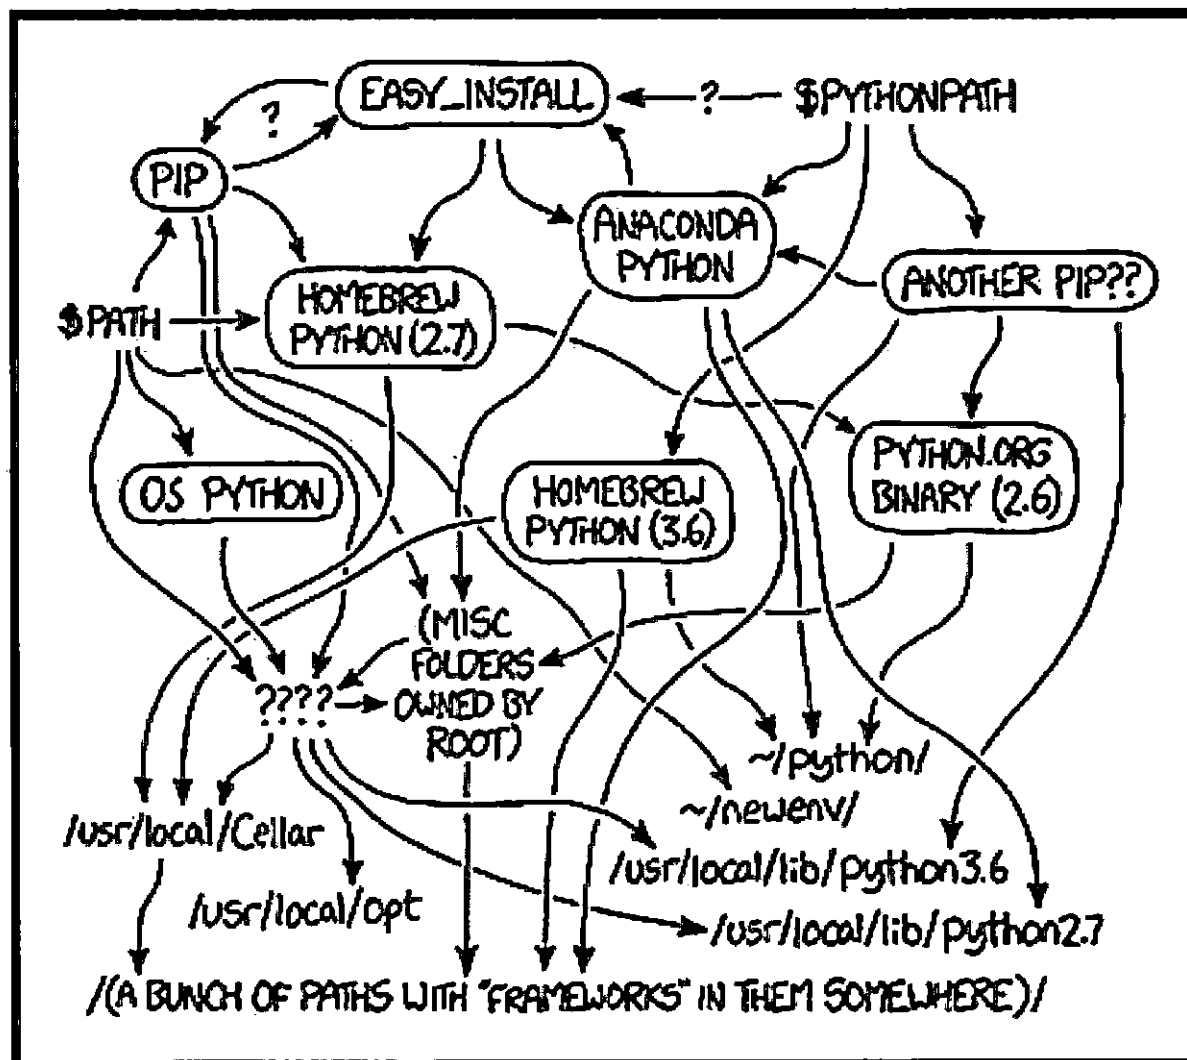 EASY_INSTALL
?
$PYTHONPATH
?
PIP
ANACONDA
PYTHON
ANOTHER PIP??
HOMEBREW
PYTHON (2.7)
$PATH
OS PYTHON
HOMEBREW
PYTHON (3.6)
PYTHON.ORG
BINARY (2.6)
(MISC
FOLDERS
OWNED BY
ROOT)
????
~/python/
~/newenv/
/usr/local/Cellar
/usr/local/lib/python3.6
/usr/local/opt
/usr/local/lib/python2.7
/(A BUNCH OF PATHS WITH "FRAMEWORKS" IN THEM SOMEWHERE)/